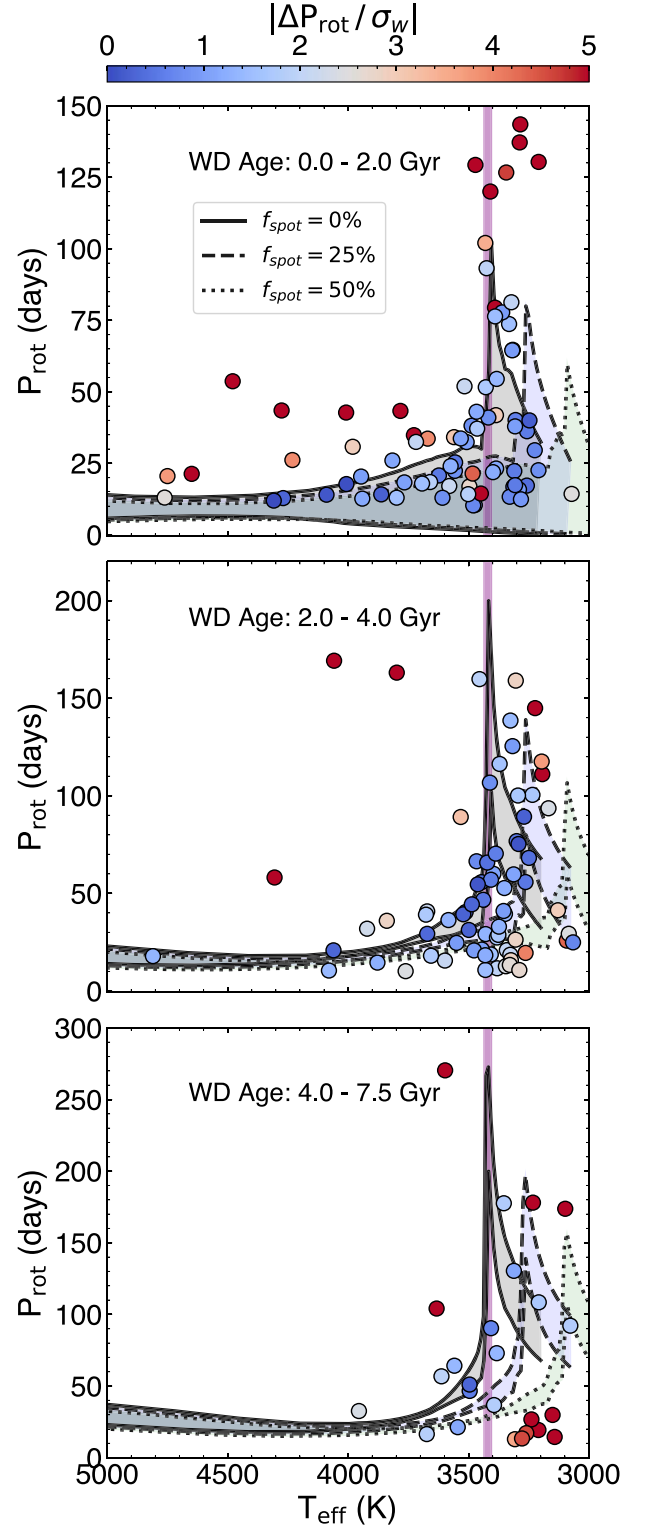 |ΔP_rot / σ_w|
0 1 2 3 4 5
150
125
100
75
50
25
0
P_rot (days)
WD Age: 0.0 - 2.0 Gyr
f_spot = 0%
f_spot = 25%
f_spot = 50%
200
150
100
50
0
P_rot (days)
WD Age: 2.0 - 4.0 Gyr
300
250
200
150
100
50
0
P_rot (days)
WD Age: 4.0 - 7.5 Gyr
5000 4500 4000 3500 3000
T_eff (K)